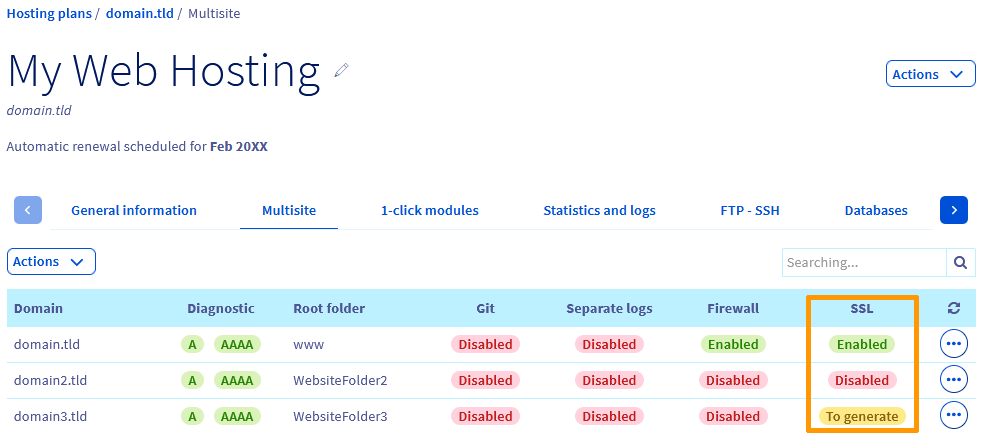 Hosting plans / domain.tld / Multisite
My Web Hosting
Actions
domain.tld
Automatic renewal scheduled for Feb 20XX
General information Multisite 1-click modules Statistics and logs FTP - SSH Databases
Actions
Searching...
Domain Diagnostic Root folder Git Separate logs Firewall SSL
domain.tld A AAAA www Disabled Disabled Enabled Enabled
domain2.tld A AAAA WebsiteFolder2 Disabled Disabled Disabled Disabled
domain3.tld A AAAA WebsiteFolder3 Disabled Disabled Disabled To generate